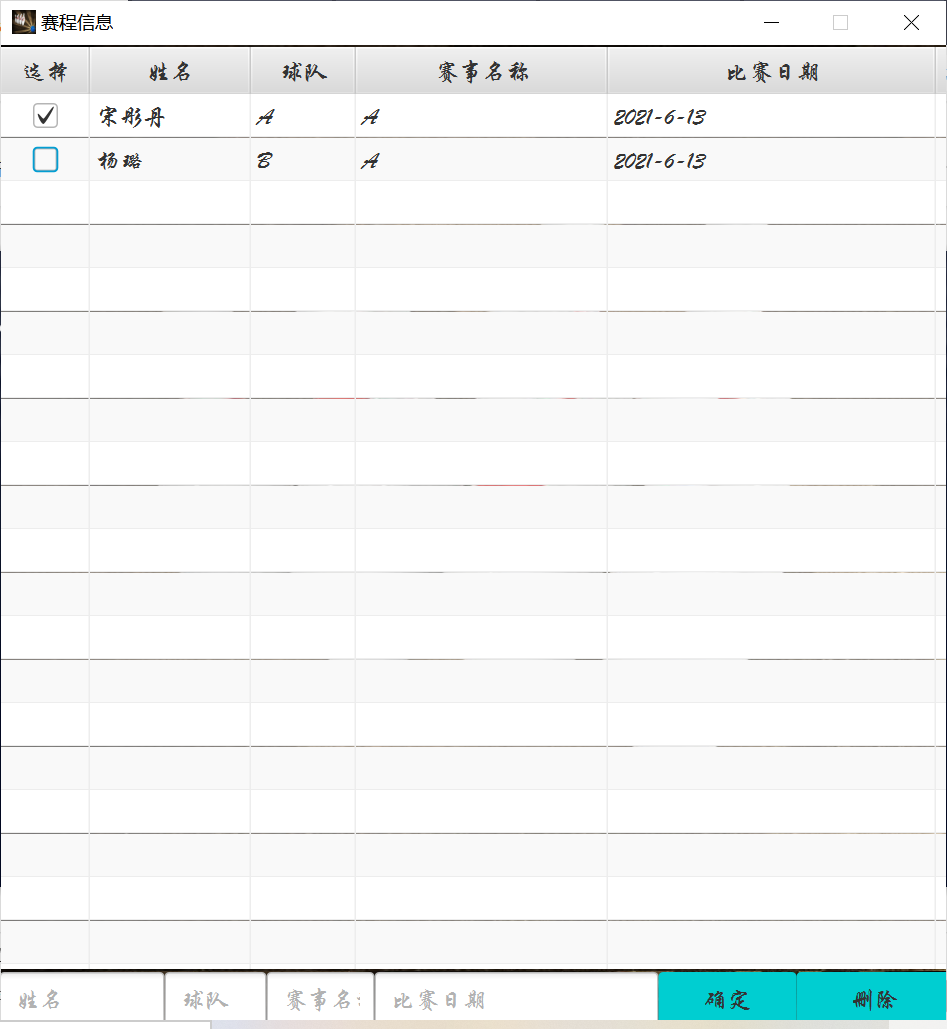 赛程信息
选择 姓名 球队 赛事名称 比赛日期
宋彤丹 A A 2021-6-13
杨璐 B A 2021-6-13
姓名 球队 赛事名 比赛日期 确定 删除